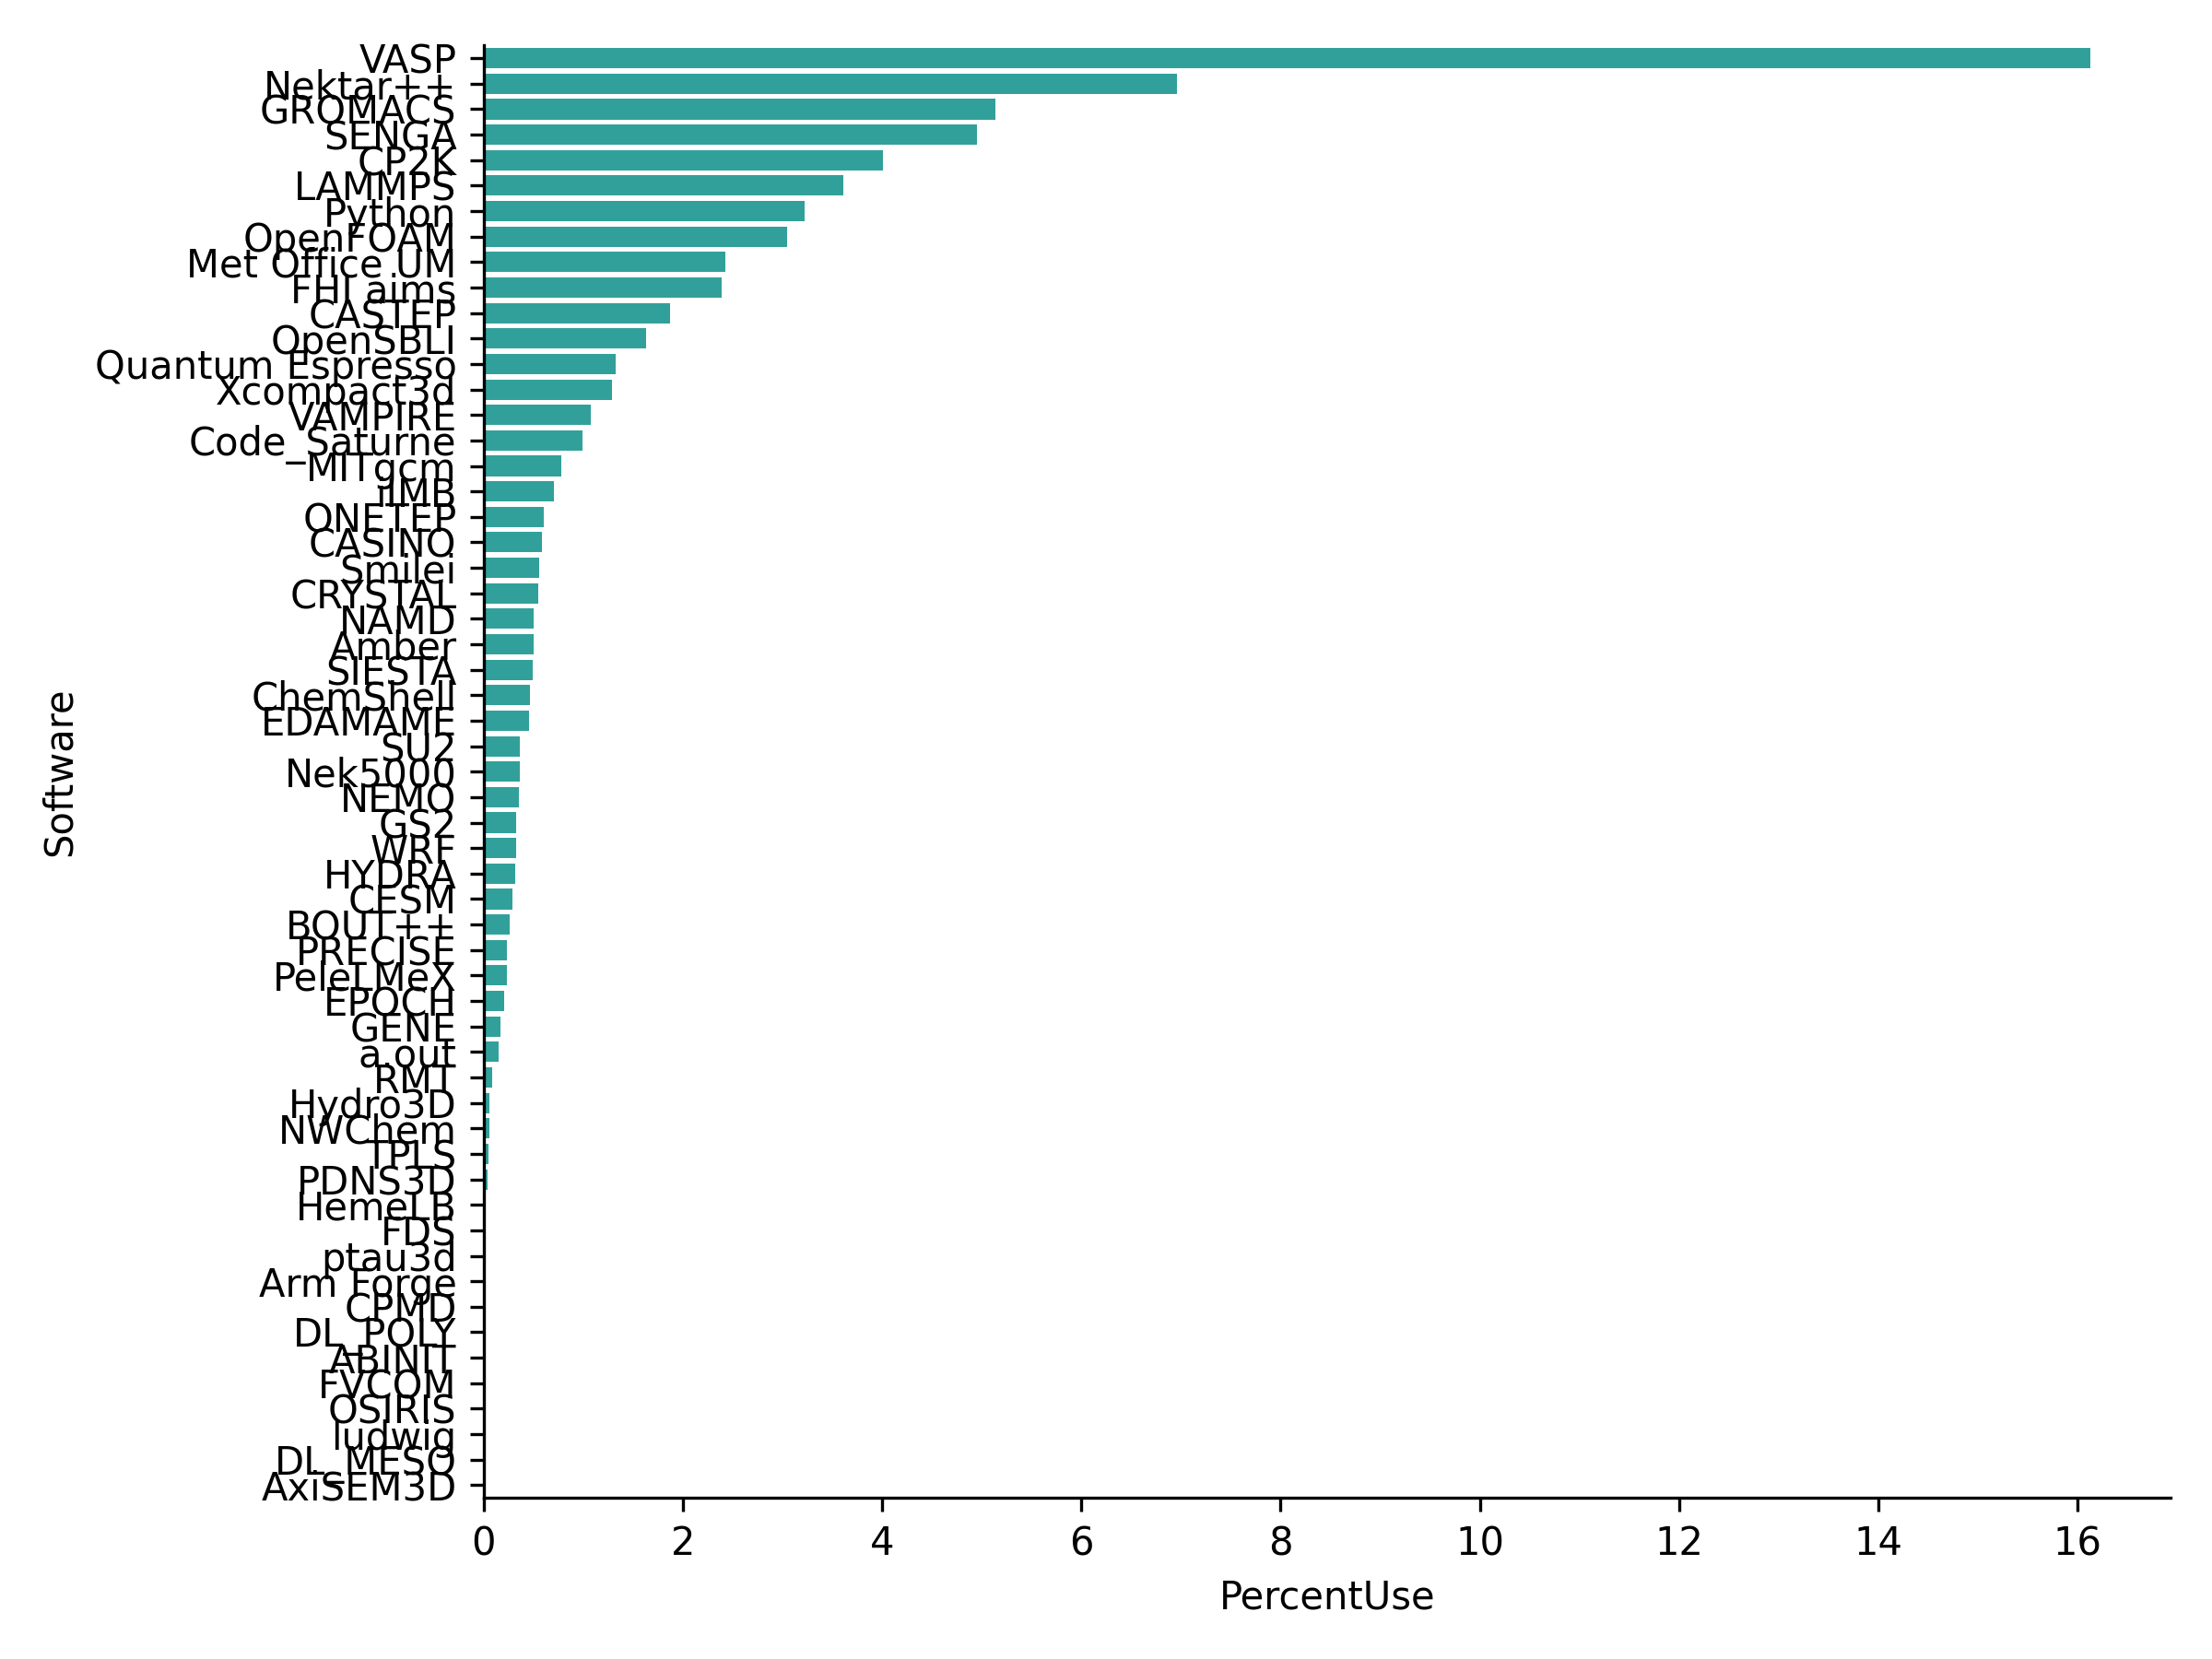 VASP
Nektar++
GROMACS
SENGA
CP2K
LAMMPS
Python
OpenFOAM
Met Office UM
FHI aims
CASTEP
OpenSBLI
Quantum Espresso
Xcompact3d
VAMPIRE
Code_Saturne
MITgcm
iIMB
ONETEP
CASINO
Smilei
CRYSTAL
NAMD
Amber
SIESTA
ChemShell
EDAMAME
SU2
Nek5000
NEMO
GS2
WRF
HYDRA
CESM
BOUT++
PRECISE
PeleLMeX
EPOCH
GENE
a.out
RMT
Hydro3D
NWChem
TPLS
PDNS3D
HemeLB
FDS
ptau3d
Arm Forge
CPMD
DL_POLY
ABINIT
FVCOM
OSIRIS
ludwig
DL_MESO
AxiSEM3D
Software
0 2 4 6 8 10 12 14 16
PercentUse